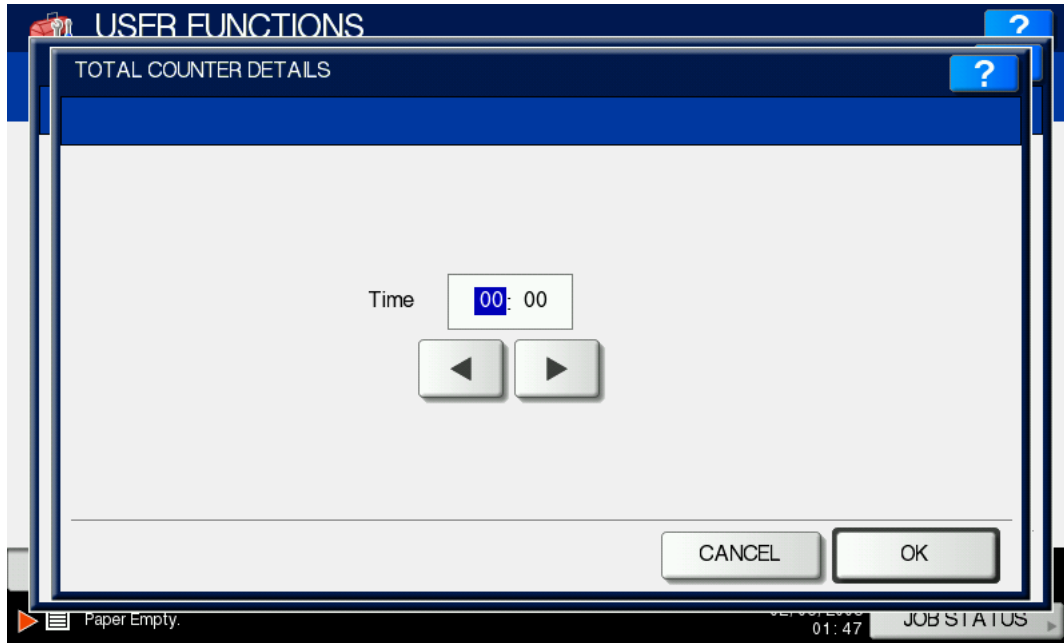 USER FUNCTIONS
?
TOTAL COUNTER DETAILS
?
Time 00: 00
CANCEL
OK
Paper Empty.
01:47
JOB STATUS